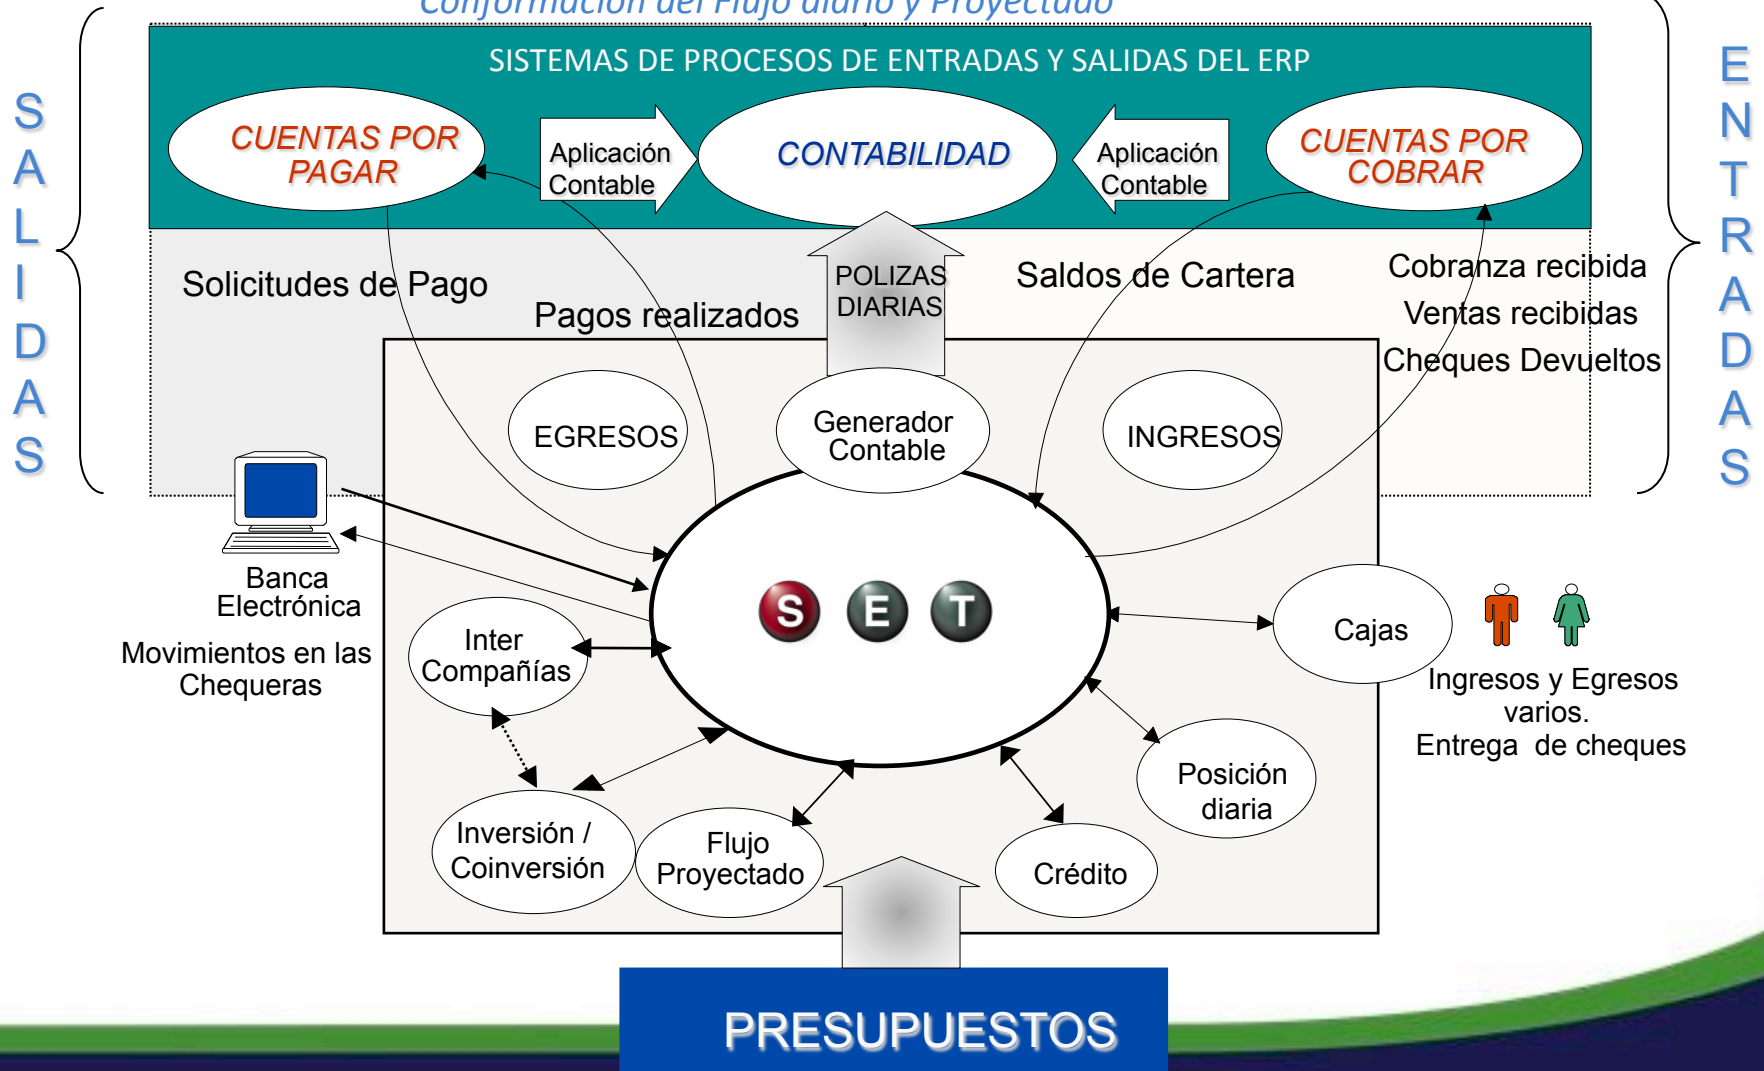 Conformación del Flujo diario y Proyectado
SISTEMAS DE PROCESOS DE ENTRADAS Y SALIDAS DEL ERP
SALIDAS
ENTRADAS
CUENTAS POR
PAGAR
Aplicación
Contable
CONTABILIDAD
Aplicación
Contable
CUENTAS POR
COBRAR
Solicitudes de Pago
Pagos realizados
POLIZAS
DIARIAS
Saldos de Cartera
Cobranza recibida
Ventas recibidas
Cheques Devueltos
EGRESOS
Generador
Contable
INGRESOS
Banca
Electrónica
Movimientos en las
Chequeras
S E T
Inter
Compañías
Cajas
Ingresos y Egresos
varios.
Entrega de cheques
Posición
diaria
Inversión /
Coinversión
Flujo
Proyectado
Crédito
PRESUPUESTOS